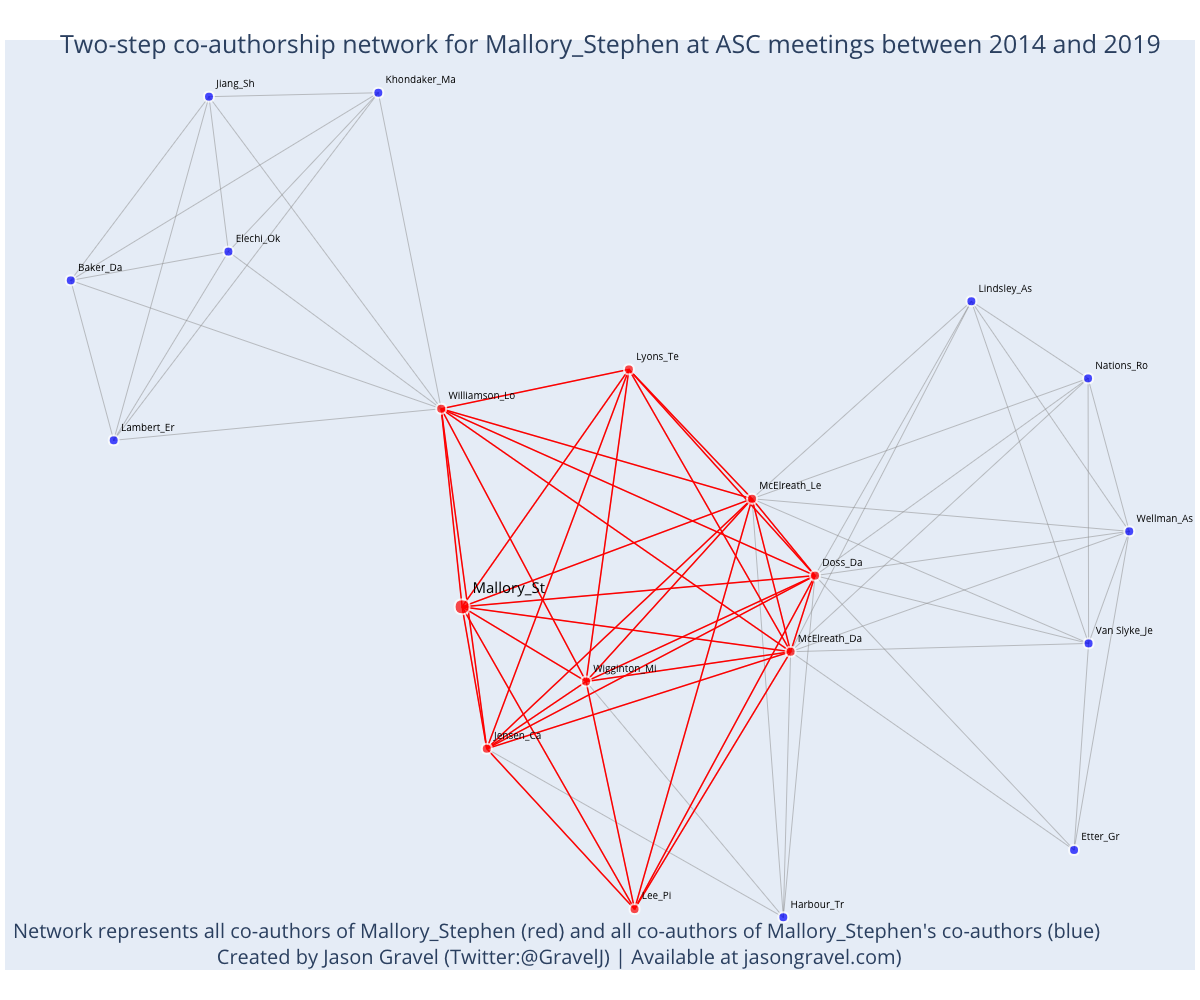 Two-step co-authorship network for Mallory_Stephen at ASC meetings between 2014 and 2019
Jiang_Sh
Khondaker_Ma
Elechi_Ok
Baker_Da
Lindsley_As
Lyons_Te
Nations_Ro
Williamson_Lo
Lambert_Er
McElreath_Le
Wellman_As
Doss_Da
Mallory_St
Van Slyke_Je
McElreath_Da
Wigginton_Mi
Jensen_Ca
Etter_Gr
Lee_Pi
Harbour_Tr
Network represents all co-authors of Mallory_Stephen (red) and all co-authors of Mallory_Stephen's co-authors (blue)
Created by Jason Gravel (Twitter:@GravelJ) | Available at jasongravel.com)